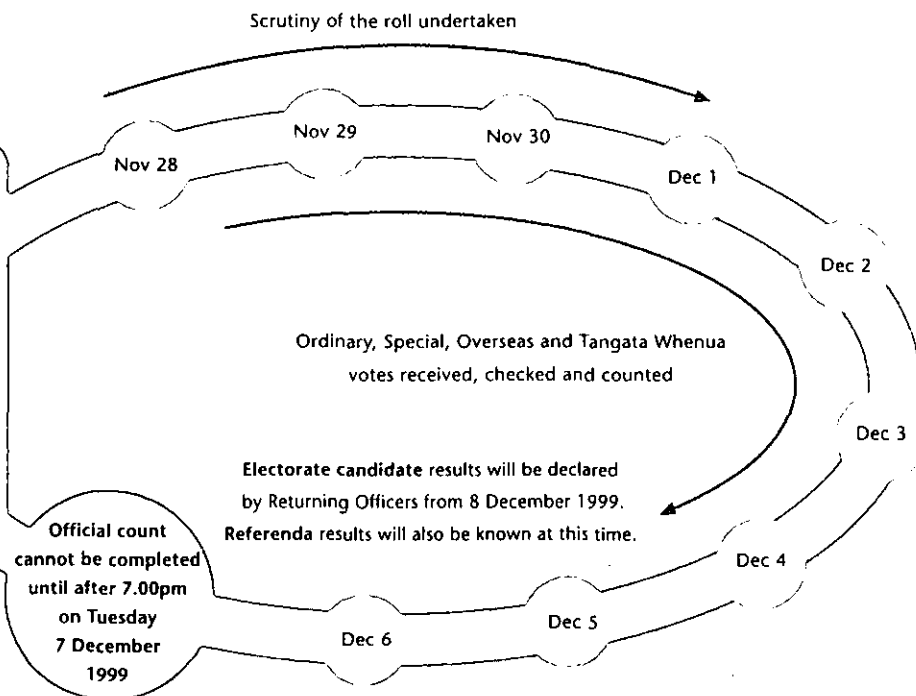 Scrutiny of the roll undertaken
Nov 28
Nov 29
Nov 30
Dec 1
Dec 2
Ordinary, Special, Overseas and Tangata Whenua
votes received, checked and counted
Dec 3
Electorate candidate results will be declared
by Returning Officers from 8 December 1999.
Referenda results will also be known at this time.
Dec 4
Dec 5
Dec 6
Official count
cannot be completed
until after 7.00pm
on Tuesday
7 December
1999